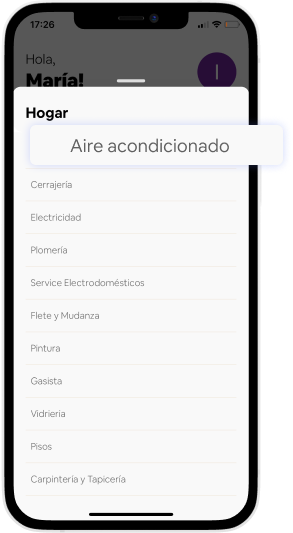 17:26
Hola,
María!
I
Hogar
Aire acondicionado
Cerrajería
Electricidad
Plomería
Service Electrodomésticos
Flete y Mudanza
Pintura
Gasista
Vidriería
Pisos
Carpintería y Tapicería